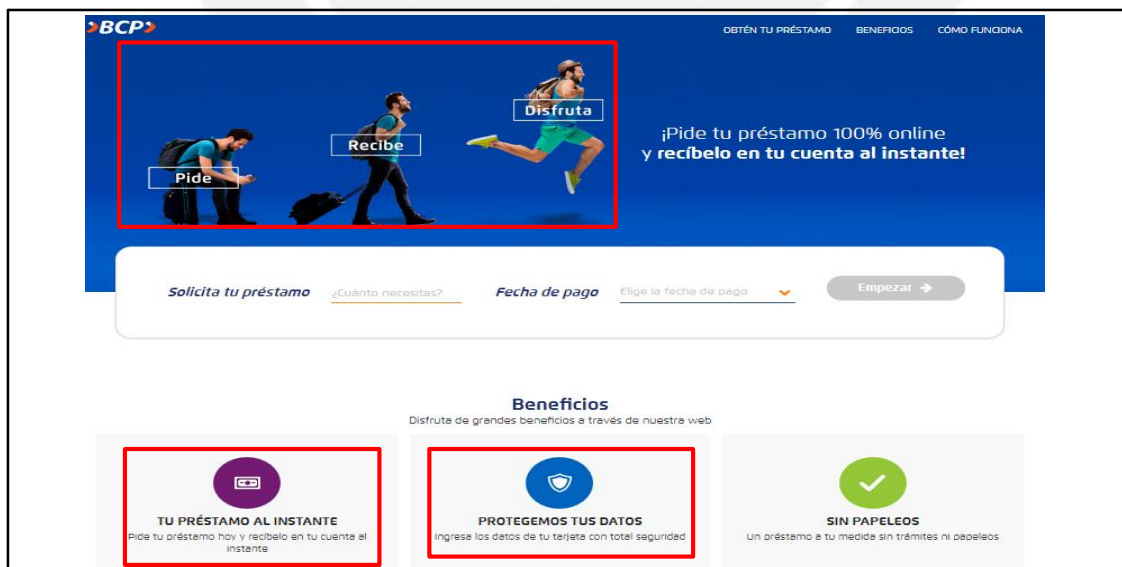 BCP
OBTÉN TU PRÉSTAMO BENEFICIOS CÓMO FUNCIONA
Disfruta
Recibe
Pide
¡Pide tu préstamo 100% online
y recíbelo en tu cuenta al instante!
Solicita tu préstamo ¿Cuánto necesitas? Fecha de pago Elige la fecha de pago Empezar
Beneficios
Disfruta de grandes beneficios a través de nuestra web
TU PRÉSTAMO AL INSTANTE
Pide tu préstamo hoy y recíbelo en tu cuenta al
instante
PROTEGEMOS TUS DATOS
Ingresa los datos de tu tarjeta con total seguridad
SIN PAPELEOS
Un préstamo a tu medida sin trámites ni papeleos